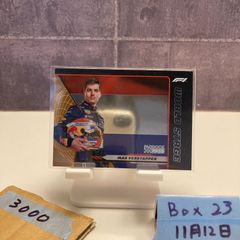 F1
WORLD STAGE
MAX VERSTAPPEN
3000
Box 23
11月12日